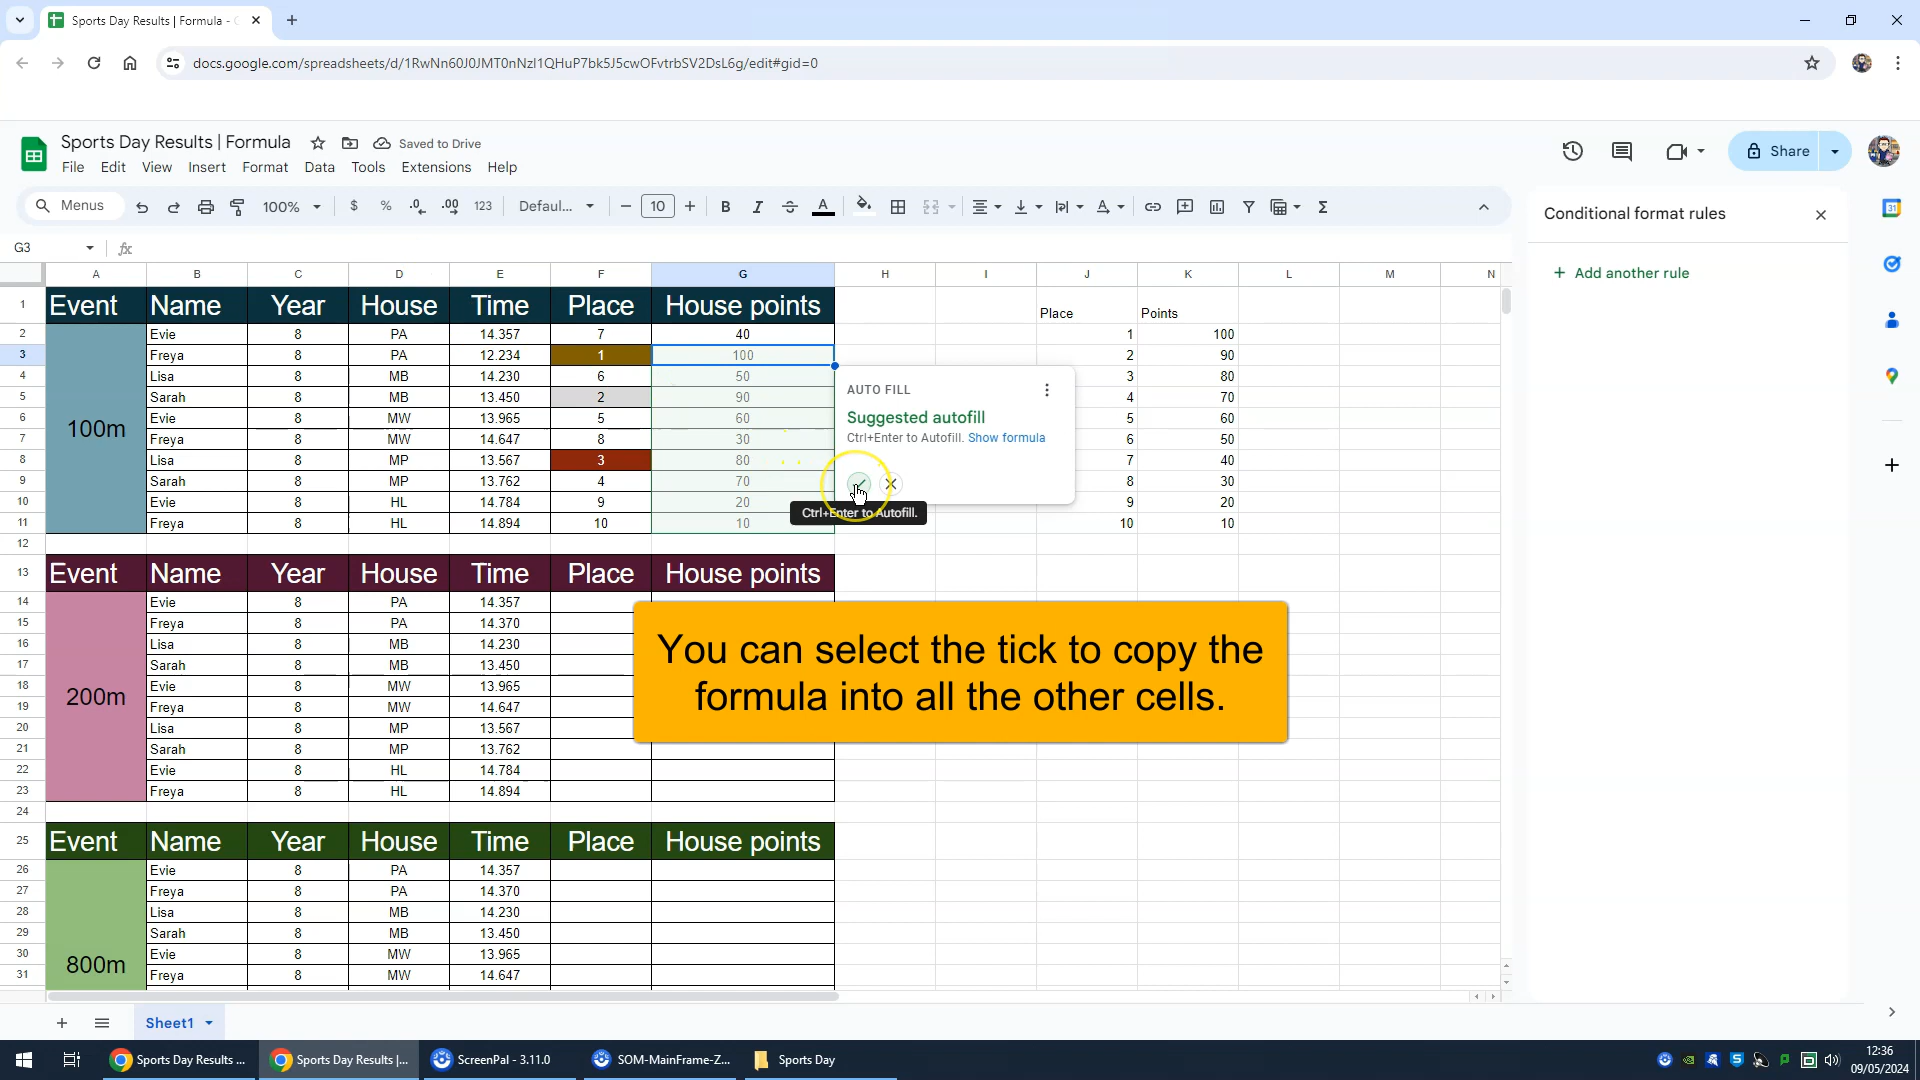 Sports Day Results | Formula -
docs.google.com/spreadsheets/d/1RwNn60J0JMT0nNzI1QHuP7bk5J5cwOFvtrbSV2DsL6g/edit#gid=0
Sports Day Results | Formula Saved to Drive
File Edit View Insert Format Data Tools Extensions Help
Share
Menus 100% $ % .0 .00 123 Defaul... 10 B I A
Conditional format rules
Add another rule
G3 fx
A B C D E F G H I J K L M N
1 Event Name Year House Time Place House points Place Points
2 Evie 8 PA 14.357 7 40 1 100
3 Freya 8 PA 12.234 1 100 2 90
4 Lisa 8 MB 14.230 6 50 3 80
5 Sarah 8 MB 13.450 2 90 4 70
6 Evie 8 MW 13.965 5 60 5 60
7 100m Freya 8 MW 14.647 8 30 6 50
8 Lisa 8 MP 13.567 3 80 7 40
9 Sarah 8 MP 13.762 4 70 8 30
10 Evie 8 HL 14.784 9 20 9 20
11 Freya 8 HL 14.894 10 10 10 10
AUTO FILL
Suggested autofill
Ctrl+Enter to Autofill. Show formula
Ctrl+Enter to Autofill.
12
13 Event Name Year House Time Place House points
14 Evie 8 PA 14.357
15 Freya 8 PA 14.370
16 Lisa 8 MB 14.230
17 Sarah 8 MB 13.450
18 Evie 8 MW 13.965
19 200m Freya 8 MW 14.647
20 Lisa 8 MP 13.567
21 Sarah 8 MP 13.762
22 Evie 8 HL 14.784
23 Freya 8 HL 14.894
You can select the tick to copy the
formula into all the other cells.
24
25 Event Name Year House Time Place House points
26 Evie 8 PA 14.357
27 Freya 8 PA 14.370
28 Lisa 8 MB 14.230
29 Sarah 8 MB 13.450
30 Evie 8 MW 13.965
31 800m Freya 8 MW 14.647
Sheet1
Sports Day Results ... Sports Day Results |... ScreenPal - 3.11.0 SOM-MainFrame-Z... Sports Day
12:36
09/05/2024